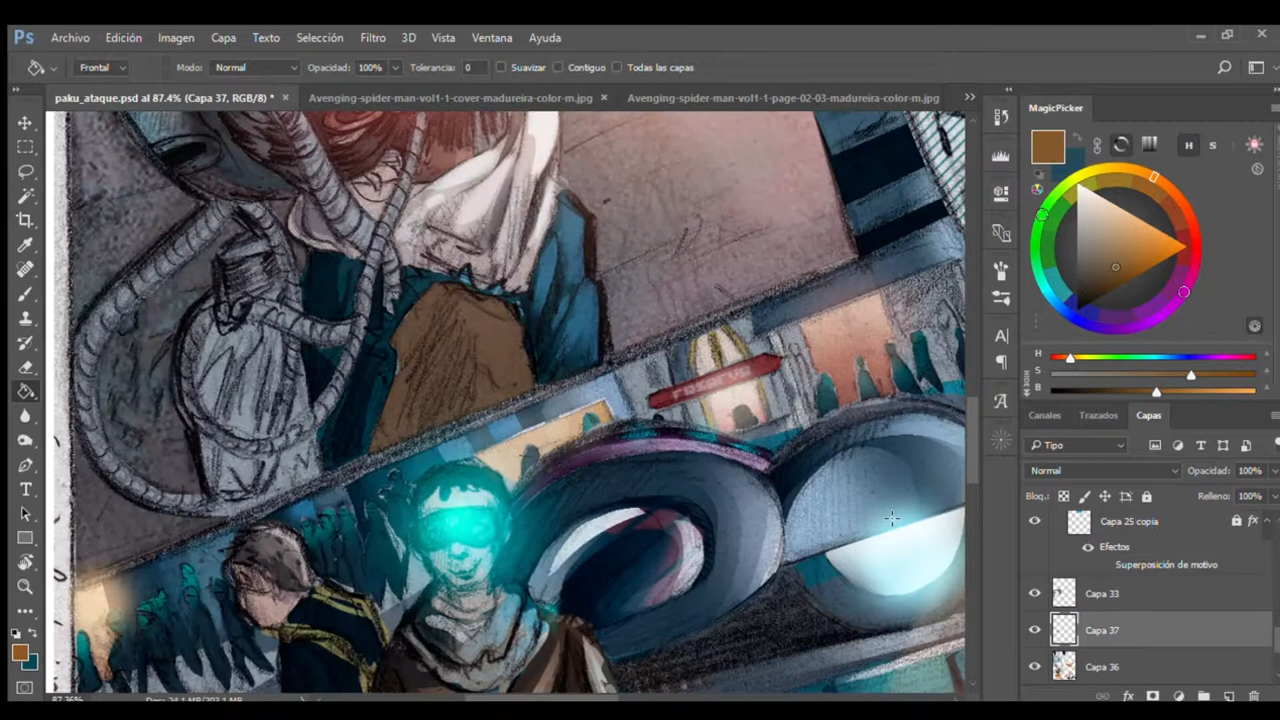 Ps Archivo Edición Imagen Capa Texto Selección Filtro 3D Vista Ventana Ayuda
Frontal Modo: Normal Opacidad: 100% Tolerancia: 0 Suavizar Contiguo Todas las capas
paku_ataque.psd al 87.4% (Capa 37, RGB/8) * Avenging-spider-man-vol1-1-cover-madureira-color-m.jpg Avenging-spider-man-vol1-1-page-02-03-madureira-color-m.jpg
MagicPicker
H S
H
S
B
HIDE
Canales Trazados Capas
Tipo
Normal Opacidad: 100%
Bloq.: Relleno: 100%
Capa 25 copia fx
Efectos
Superposición de motivo
Capa 33
Capa 37
Capa 36